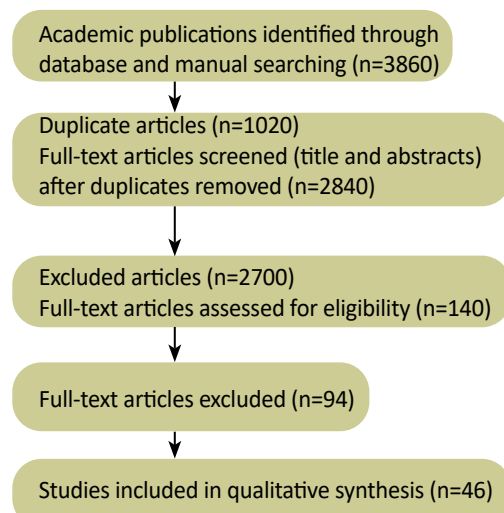 Academic publications identified through
database and manual searching (n=3860)
Duplicate articles (n=1020)
Full-text articles screened (title and abstracts)
after duplicates removed (n=2840)
Excluded articles (n=2700)
Full-text articles assessed for eligibility (n=140)
Full-text articles excluded (n=94)
Studies included in qualitative synthesis (n=46)